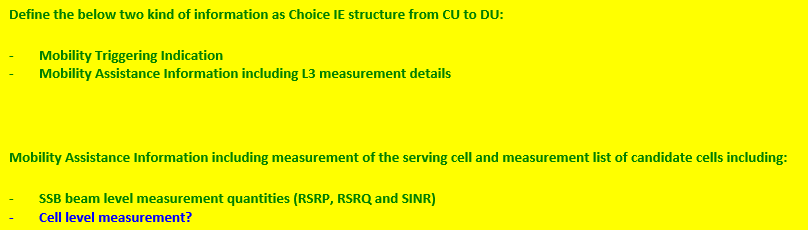 Define the below two kind of information as Choice IE structure from CU to DU:
- Mobility Triggering Indication
- Mobility Assistance Information including L3 measurement details
Mobility Assistance Information including measurement of the serving cell and measurement list of candidate cells including:
- SSB beam level measurement quantities (RSRP, RSRQ and SINR)
- Cell level measurement?